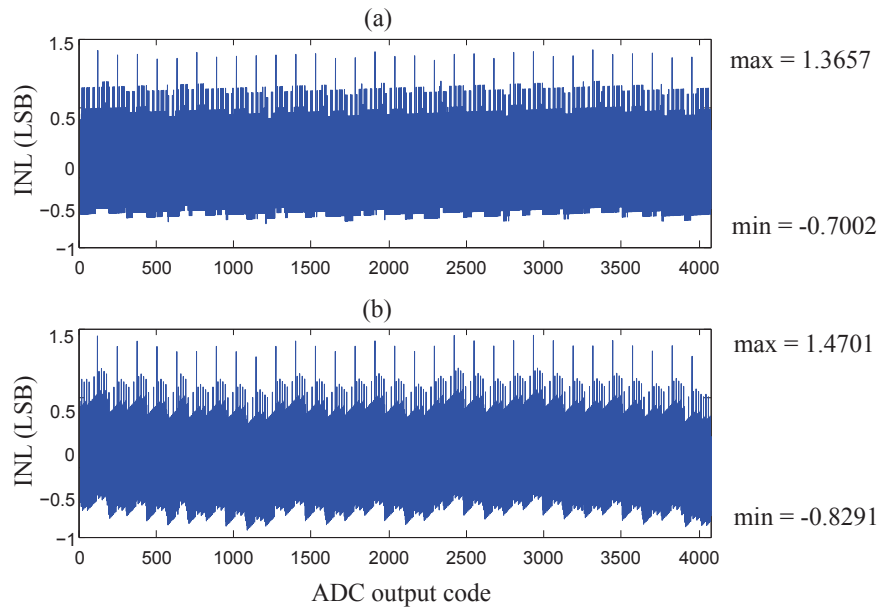 (a)
INL (LSB)
1.5
0.5
0
−0.5
−1
0 500 1000 1500 2000 2500 3000 3500 4000
max = 1.3657
min = -0.7002
(b)
INL (LSB)
1.5
0.5
0
−0.5
−1
0 500 1000 1500 2000 2500 3000 3500 4000
max = 1.4701
min = -0.8291
ADC output code